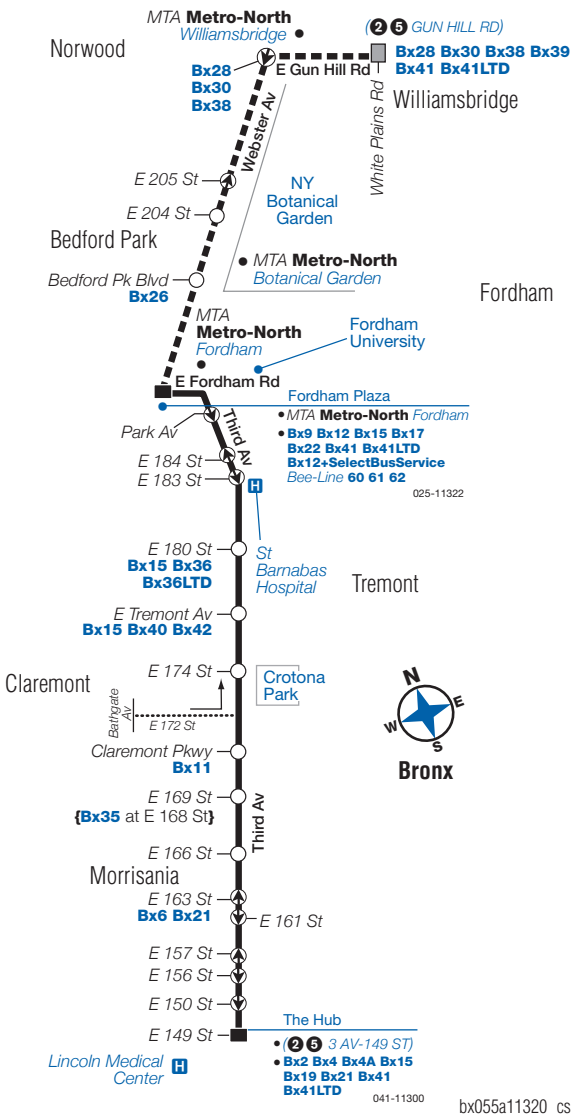 MTA Metro-North
Williamsbridge
Norwood
(2 5 GUN HILL RD)
Bx28 Bx30 Bx38 Bx39
Bx41 Bx41LTD
E Gun Hill Rd
Bx28
Bx30
Bx38
Williamsbridge
White Plains Rd
Webster Av
E 205 St
NY
Botanical
Garden
E 204 St
Bedford Park
MTA Metro-North
Botanical Garden
Bedford Pk Blvd
Bx26
Fordham
MTA
Metro-North
Fordham
Fordham
University
E Fordham Rd
Fordham Plaza
MTA Metro-North Fordham
Bx9 Bx12 Bx15 Bx17
Bx22 Bx41 Bx41LTD
Bx12+SelectBusService
Bee-Line 60 61 62
025-11322
Park Av
Third Av
E 184 St
E 183 St
H
St
Barnabas
Hospital
E 180 St
Bx15 Bx36
Bx36LTD
Tremont
E Tremont Av
Bx15 Bx40 Bx42
E 174 St
Crotona
Park
Claremont
Bathgate
Av
E 172 St
N
E
W
S
Bronx
Claremont Pkwy
Bx11
E 169 St
{Bx35 at E 168 St}
Third Av
E 166 St
Morrisania
E 163 St
Bx6 Bx21
E 161 St
E 157 St
E 156 St
E 150 St
E 149 St
The Hub
(2 5 3 AV-149 ST)
Bx2 Bx4 Bx4A Bx15
Bx19 Bx21 Bx41
Bx41LTD
041-11300
Lincoln Medical
Center
H
bx055a11320 cs